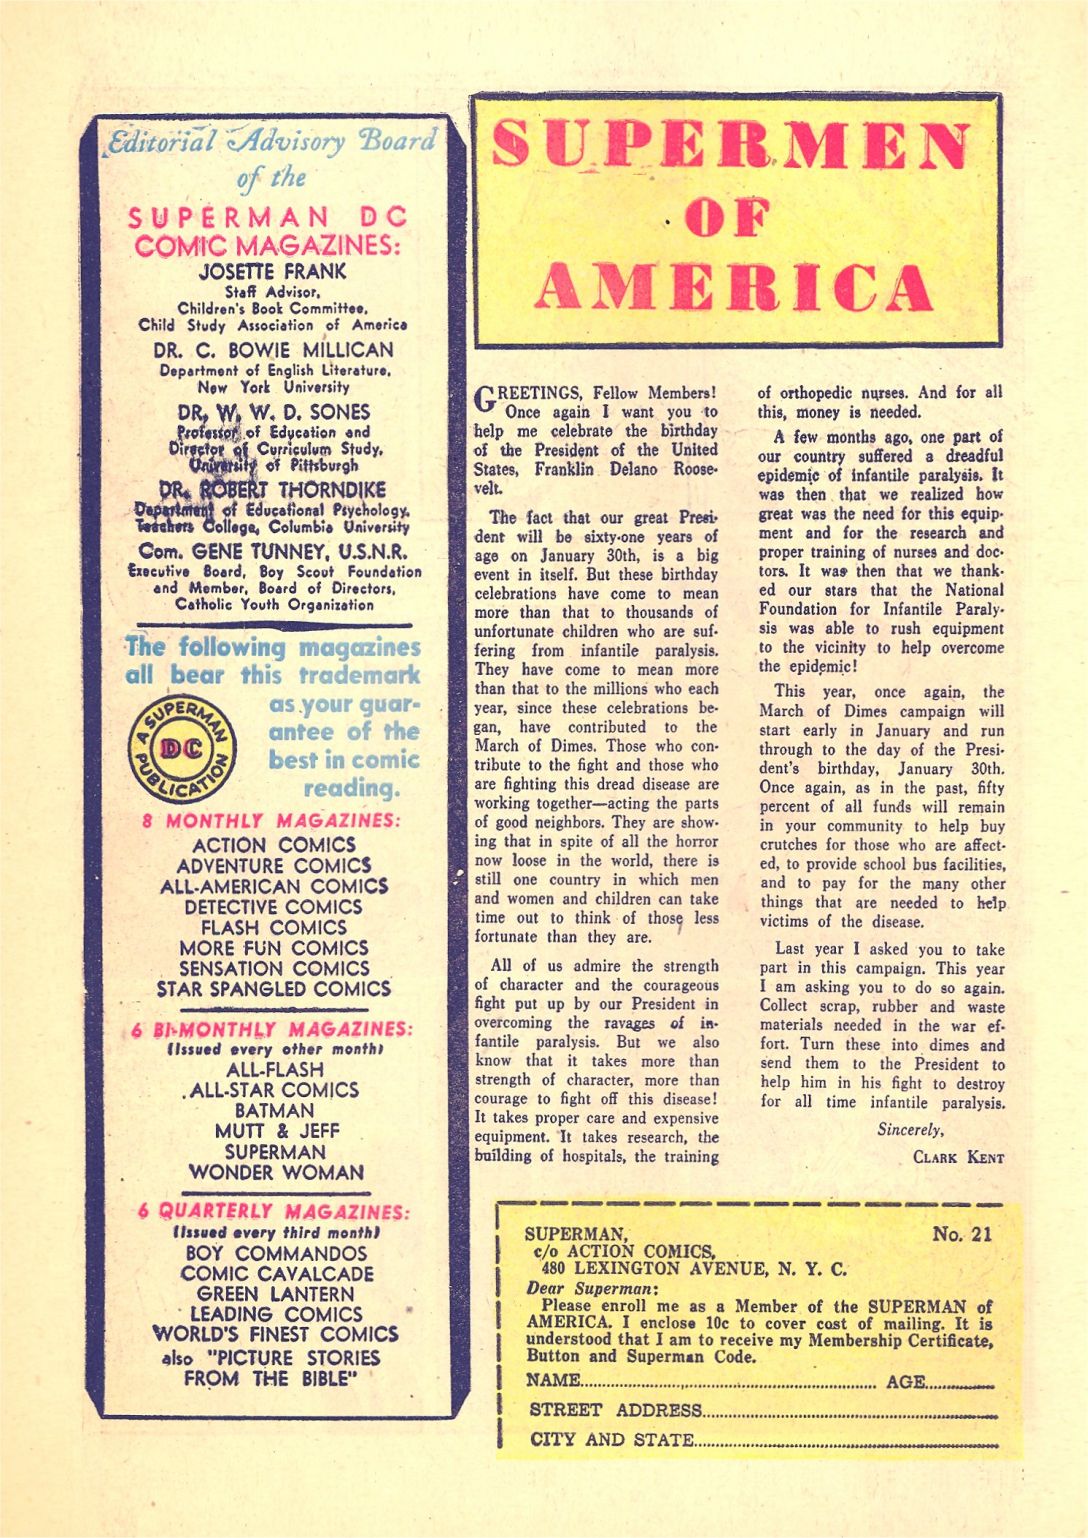 Editorial Advisory Board
of the
SUPERMAN DC
COMIC MAGAZINES:
JOSETTE FRANK
Staff Advisor,
Children's Book Committee,
Child Study Association of America
DR. C. BOWIE MILLICAN
Department of English Literature,
New York University
DR. W. W. D. SONES
Professor of Education and
Director of Curriculum Study,
University of Pittsburgh
DR. ROBERT THORNDIKE
Department of Educational Psychology,
Teachers College, Columbia University
Com. GENE TUNNEY, U.S.N.R.
Executive Board, Boy Scout Foundation
and Member, Board of Directors,
Catholic Youth Organization
The following magazines
all bear this trademark
as your guar-
antee of the
best in comic
reading.
A SUPERMAN
DC
PUBLICATION
8 MONTHLY MAGAZINES:
ACTION COMICS
ADVENTURE COMICS
ALL-AMERICAN COMICS
DETECTIVE COMICS
FLASH COMICS
MORE FUN COMICS
SENSATION COMICS
STAR SPANGLED COMICS
6 BI-MONTHLY MAGAZINES:
(Issued every other month)
ALL-FLASH
ALL-STAR COMICS
BATMAN
MUTT & JEFF
SUPERMAN
WONDER WOMAN
6 QUARTERLY MAGAZINES:
(Issued every third month)
BOY COMMANDOS
COMIC CAVALCADE
GREEN LANTERN
LEADING COMICS
WORLD'S FINEST COMICS
also "PICTURE STORIES
FROM THE BIBLE"
SUPERMEN
OF
AMERICA
GREETINGS, Fellow Members!
Once again I want you to
help me celebrate the birthday
of the President of the United
States, Franklin Delano Roose-
velt.
The fact that our great Presi-
dent will be sixty-one years of
age on January 30th, is a big
event in itself. But these birthday
celebrations have come to mean
more than that to thousands of
unfortunate children who are suf-
fering from infantile paralysis.
They have come to mean more
than that to the millions who each
year, since these celebrations be-
gan, have contributed to the
March of Dimes. Those who con-
tribute to the fight and those who
are fighting this dread disease are
working together—acting the parts
of good neighbors. They are show-
ing that in spite of all the horror
now loose in the world, there is
still one country in which men
and women and children can take
time out to think of those less
fortunate than they are.
All of us admire the strength
of character and the courageous
fight put up by our President in
overcoming the ravages of in-
fantile paralysis. But we also
know that it takes more than
strength of character, more than
courage to fight off this disease!
It takes proper care and expensive
equipment. It takes research, the
building of hospitals, the training
of orthopedic nurses. And for all
this, money is needed.
A few months ago, one part of
our country suffered a dreadful
epidemic of infantile paralysis. It
was then that we realized how
great was the need for this equip-
ment and for the research and
proper training of nurses and doc-
tors. It was then that we thank-
ed our stars that the National
Foundation for Infantile Paraly-
sis was able to rush equipment
to the vicinity to help overcome
the epidemic!
This year, once again, the
March of Dimes campaign will
start early in January and run
through to the day of the Presi-
dent's birthday, January 30th.
Once again, as in the past, fifty
percent of all funds will remain
in your community to help buy
crutches for those who are affect-
ed, to provide school bus facilities,
and to pay for the many other
things that are needed to help
victims of the disease.
Last year I asked you to take
part in this campaign. This year
I am asking you to do so again.
Collect scrap, rubber and waste
materials needed in the war ef-
fort. Turn these into dimes and
send them to the President to
help him in his fight to destroy
for all time infantile paralysis.
Sincerely,
CLARK KENT
SUPERMAN, No. 21
c/o ACTION COMICS,
480 LEXINGTON AVENUE, N. Y. C.
Dear Superman:
Please enroll me as a Member of the SUPERMAN of
AMERICA. I enclose 10c to cover cost of mailing. It is
understood that I am to receive my Membership Certificate,
Button and Superman Code.
NAME.......... AGE..........
STREET ADDRESS..........
CITY AND STATE..........